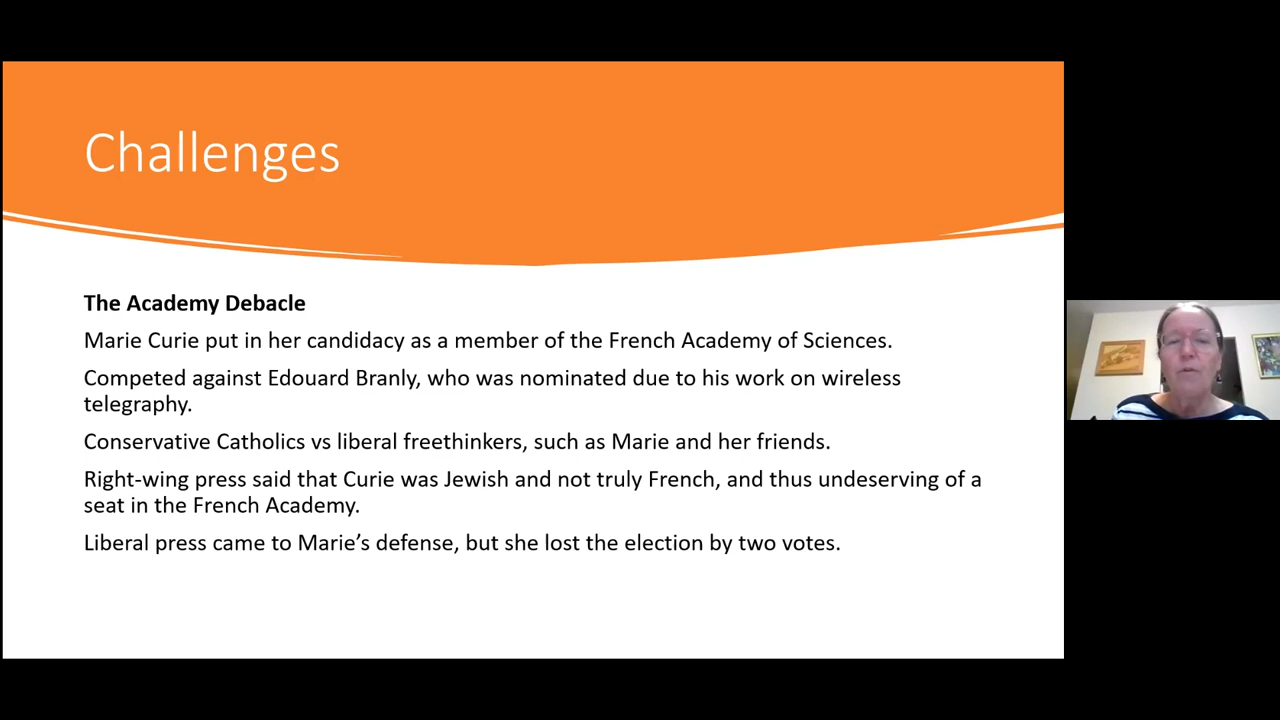 Challenges
The Academy Debacle
Marie Curie put in her candidacy as a member of the French Academy of Sciences.
Competed against Edouard Branly, who was nominated due to his work on wireless
telegraphy.
Conservative Catholics vs liberal freethinkers, such as Marie and her friends.
Right-wing press said that Curie was Jewish and not truly French, and thus undeserving of a
seat in the French Academy.
Liberal press came to Marie’s defense, but she lost the election by two votes.